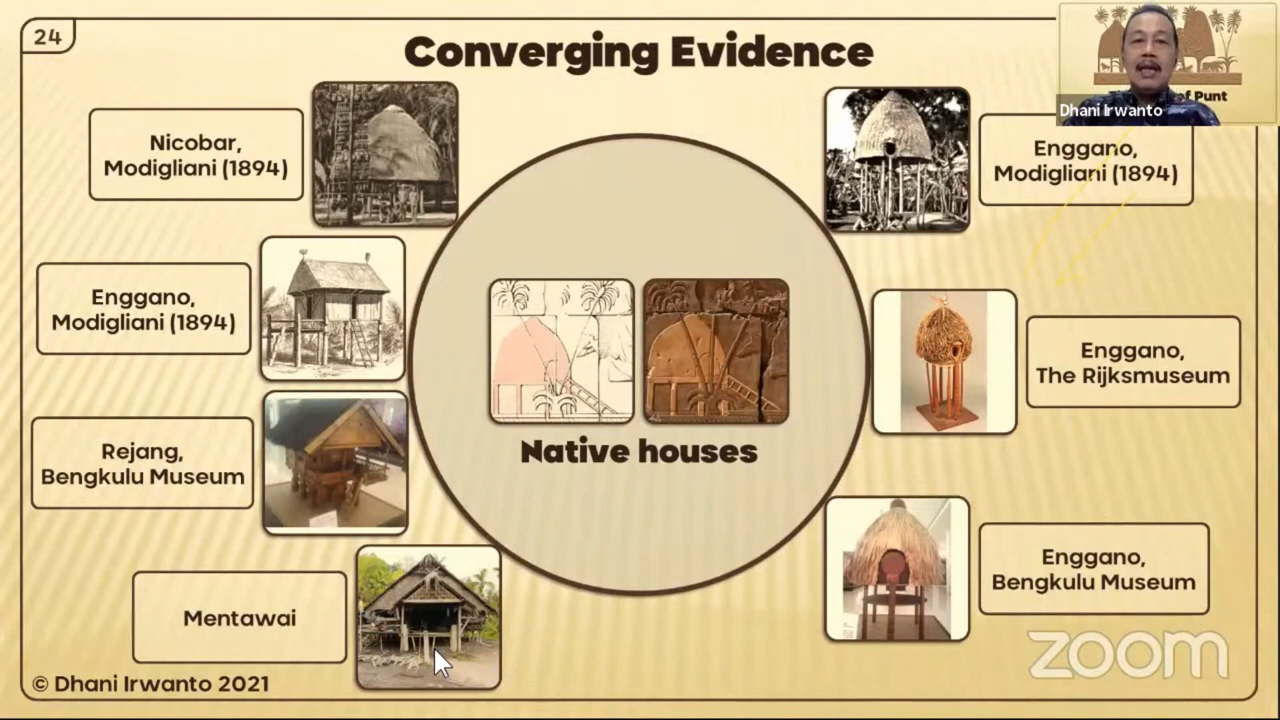 24
Converging Evidence
of Punt
Dhani Irwanto
Nicobar,
Modigliani (1894)
Enggano,
Modigliani (1894)
Enggano,
Modigliani (1894)
Enggano,
The Rijksmuseum
Native houses
Rejang,
Bengkulu Museum
Enggano,
Bengkulu Museum
Mentawai
zoom
© Dhani Irwanto 2021